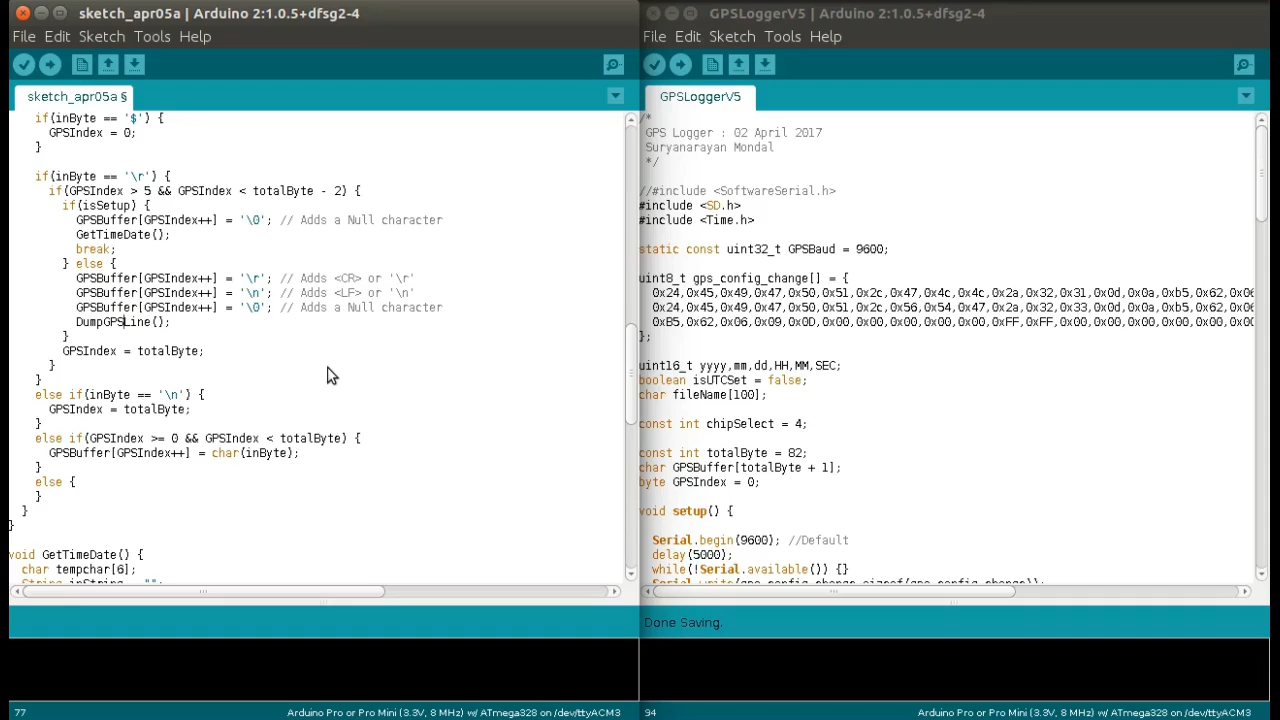 sketch_apr05a | Arduino 2:1.0.5+dfsg2-4
File Edit Sketch Tools Help
sketch_apr05a §
if(inByte == '$') {
GPSIndex = 0;
}
if(inByte == '\r') {
if(GPSIndex > 5 && GPSIndex < totalByte - 2) {
if(isSetup) {
GPSBuffer[GPSIndex++] = '\0'; // Adds a Null character
GetTimeDate();
break;
} else {
GPSBuffer[GPSIndex++] = '\r'; // Adds <CR> or '\r'
GPSBuffer[GPSIndex++] = '\n'; // Adds <LF> or '\n'
GPSBuffer[GPSIndex++] = '\0'; // Adds a Null character
DumpGPSLine();
}
GPSIndex = totalByte;
}
}
else if(inByte == '\n') {
GPSIndex = totalByte;
}
else if(GPSIndex >= 0 && GPSIndex < totalByte) {
GPSBuffer[GPSIndex++] = char(inByte);
}
else {
}
}
}
void GetTimeDate() {
char tempchar[6];
String inString = "";
77
Arduino Pro or Pro Mini (3.3V, 8 MHz) w/ ATmega328 on /dev/ttyACM3
GPSLoggerV5 | Arduino 2:1.0.5+dfsg2-4
File Edit Sketch Tools Help
GPSLoggerV5
/*
GPS Logger : 02 April 2017
Suryanarayan Mondal
*/
//#include <SoftwareSerial.h>
#include <SD.h>
#include <Time.h>
static const uint32_t GPSBaud = 9600;
uint8_t gps_config_change[] = {
0x24,0x45,0x49,0x47,0x50,0x51,0x2c,0x47,0x4c,0x4c,0x2a,0x32,0x31,0x0d,0x0a,0xb5,0x62,0x06
0x24,0x45,0x49,0x47,0x50,0x51,0x2c,0x56,0x54,0x47,0x2a,0x32,0x33,0x0d,0x0a,0xb5,0x62,0x06
0xB5,0x62,0x06,0x09,0x0D,0x00,0x00,0x00,0x00,0x00,0xFF,0xFF,0x00,0x00,0x00,0x00,0x00,0x00
};
uint16_t yyyy,mm,dd,HH,MM,SEC;
boolean isUTCSet = false;
char fileName[100];
const int chipSelect = 4;
const int totalByte = 82;
char GPSBuffer[totalByte + 1];
byte GPSIndex = 0;
void setup() {
Serial.begin(9600); //Default
delay(5000);
while(!Serial.available()) {}
Serial.write(gps_config_change,sizeof(gps_config_change));
Done Saving.
94
Arduino Pro or Pro Mini (3.3V, 8 MHz) w/ ATmega328 on /dev/ttyACM3